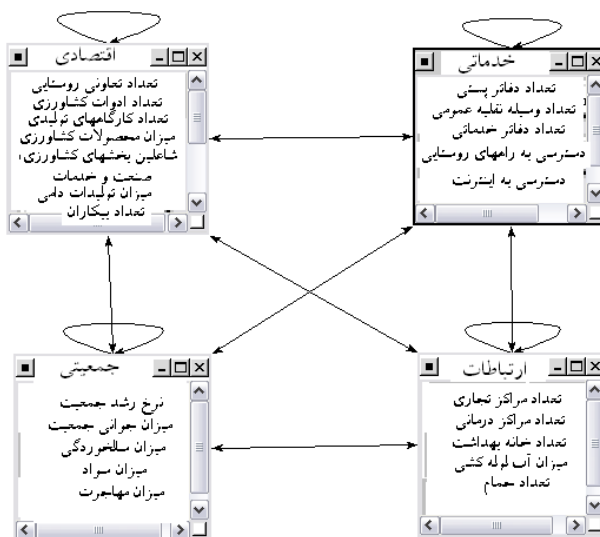 خدماتی
تعداد دفاتر پستی
تعداد وسیله نقلیه عمومی
تعداد دفاتر خدماتی
دسترسی به راههای روستایی
دسترسی به اینترنت
اقتصادی
تعداد تعاونی روستایی
تعداد ادوات کشاورزی
تعداد کارگاههای تولیدی
میزان محصولات کشاورزی
شاغلین بخشهای کشاورزی،
صنعت و خدمات
میزان تولیدات دامی
تعداد بیکاران
ارتباطات
تعداد مراکز تجاری
تعداد مراکز درمانی
تعداد خانه بهداشت
میزان آب لوله کشی
تعداد حمام
جمعیتی
نرخ رشد جمعیت
میزان جوانی جمعیت
میزان سالخوردگی
میزان سواد
میزان مهاجرت